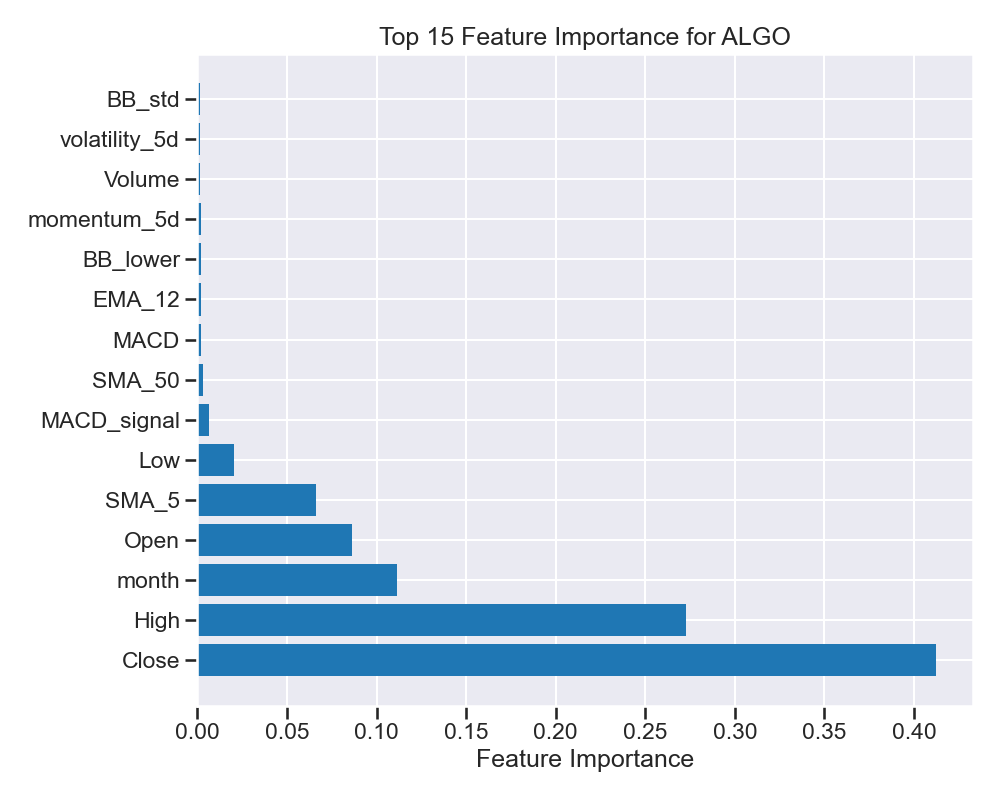 Top 15 Feature Importance for ALGO
BB_std
volatility_5d
Volume
momentum_5d
BB_lower
EMA_12
MACD
SMA_50
MACD_signal
Low
SMA_5
Open
month
High
Close
0.00 0.05 0.10 0.15 0.20 0.25 0.30 0.35 0.40
Feature Importance